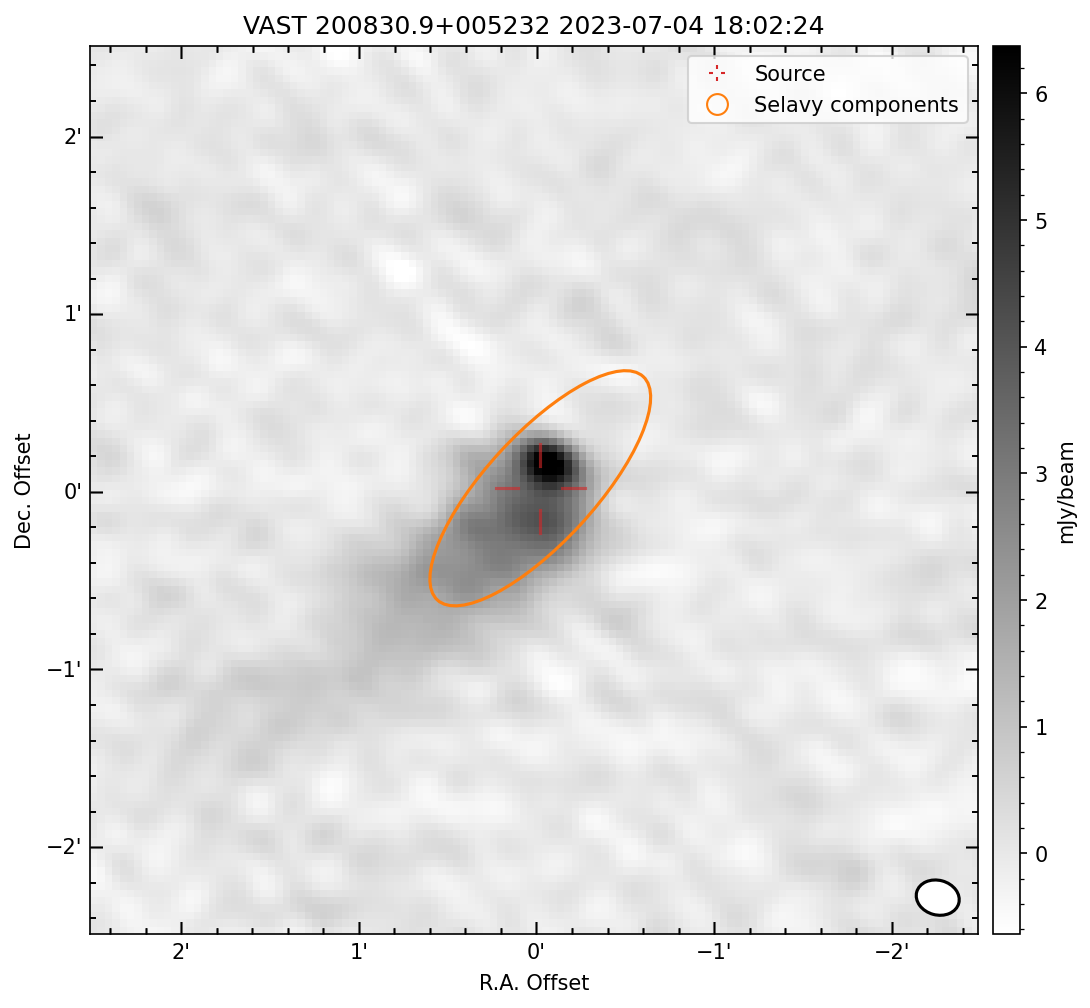 VAST 200830.9+005232 2023-07-04 18:02:24
Source
Selavy components
2'
1'
0'
−1'
−2'
Dec. Offset
2'
1'
0'
−1'
−2'
R.A. Offset
6
5
4
3
2
1
0
mJy/beam